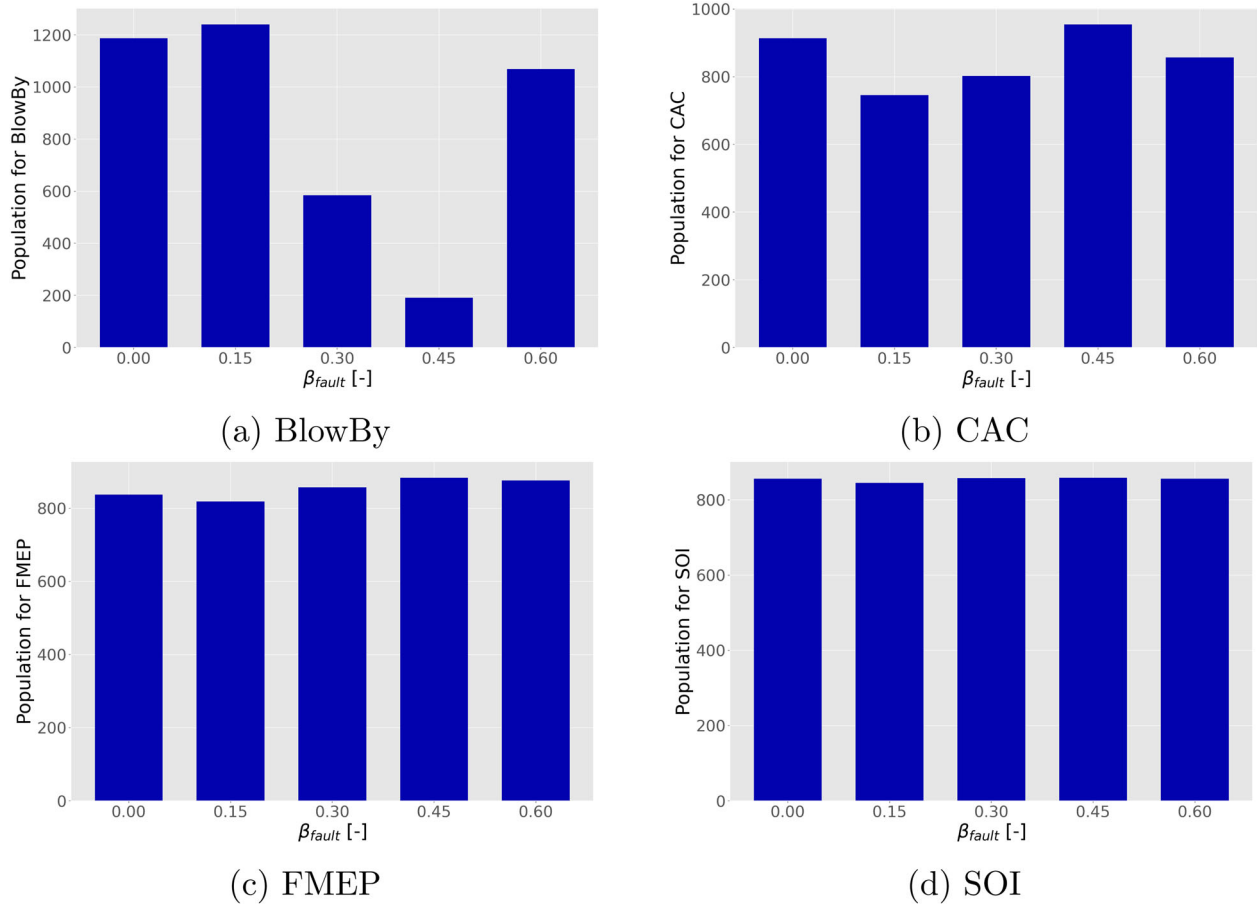 Population for BlowBy
1200
1000
800
600
400
200
0
0.00 0.15 0.30 0.45 0.60
β_fault [-]
(a) BlowBy
Population for CAC
1000
800
600
400
200
0
0.00 0.15 0.30 0.45 0.60
β_fault [-]
(b) CAC
Population for FMEP
800
600
400
200
0
0.00 0.15 0.30 0.45 0.60
β_fault [-]
(c) FMEP
Population for SOI
800
600
400
200
0
0.00 0.15 0.30 0.45 0.60
β_fault [-]
(d) SOI